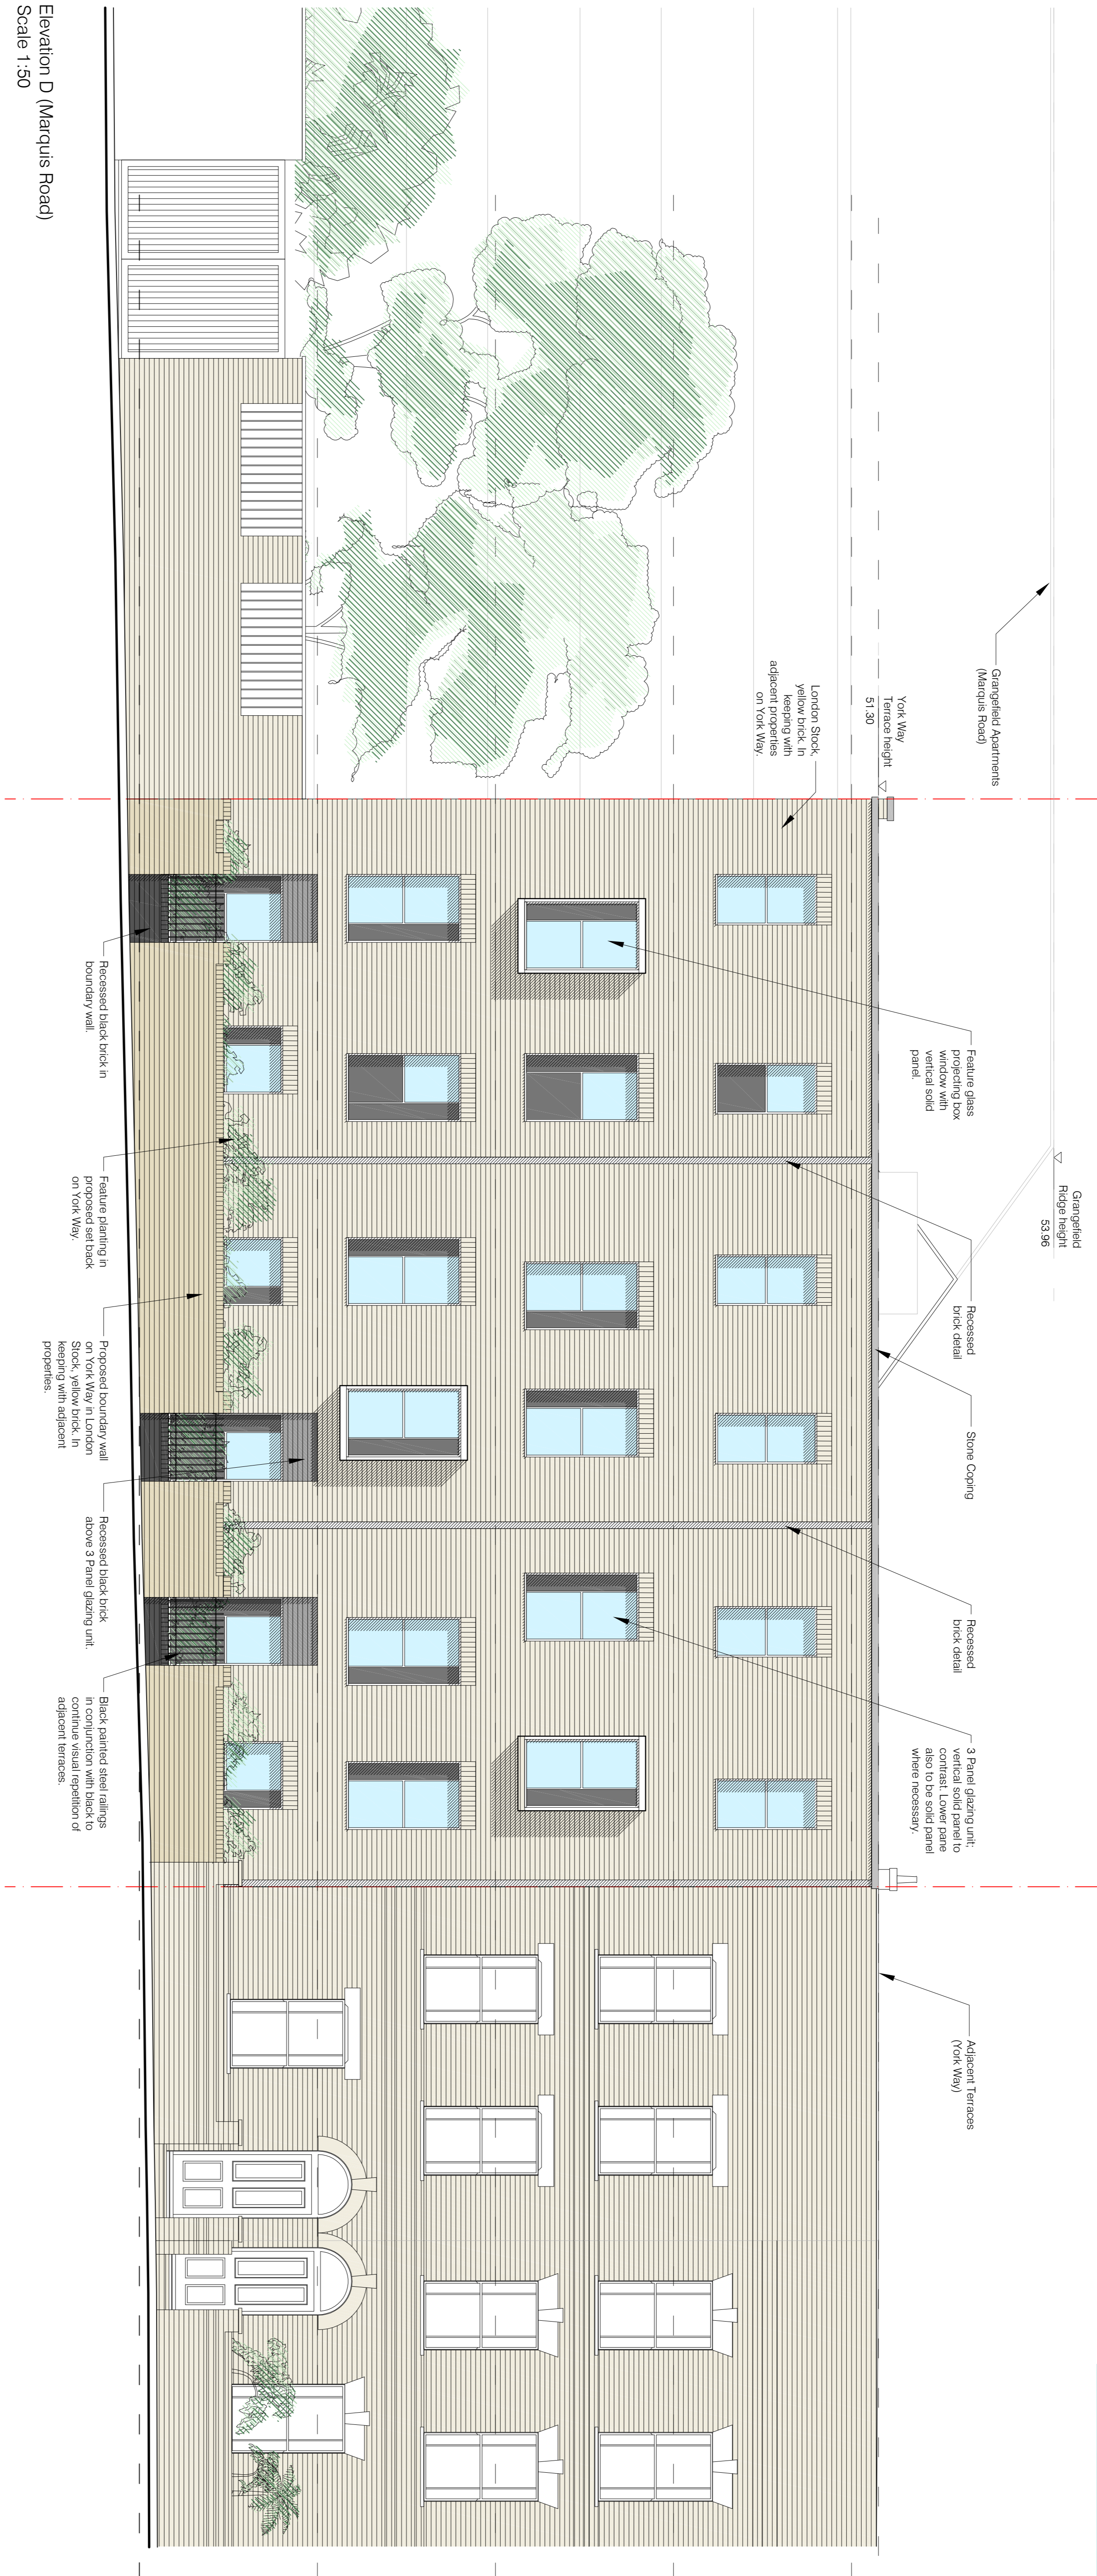 Grangefield Apartments
(Marquis Road)
Grangefield
Ridge height
53.96
York Way
Terrace height
51.30
London Stock,
yellow brick. In
keeping with
adjacent properties
on York Way.
Feature glass
projecting box
window with
vertical solid
panel.
Recessed
brick detail
Stone Coping
Recessed
brick detail
3 Panel glazing unit;
vertical solid panel to
contrast. Lower pane
also to be solid panel
where necessary.
Adjacent Terraces
(York Way)
Recessed black brick in
boundary wall.
Feature planting in
proposed set back
on York Way.
Proposed boundary wall
on York Way in London
Stock, yellow brick. In
keeping with adjacent
properties.
Recessed black brick
above 3 Panel glazing unit.
Black painted steel railings
in conjunction with black to
continue visual repetition of
adjacent terraces.
Elevation D (Marquis Road)
Scale 1:50